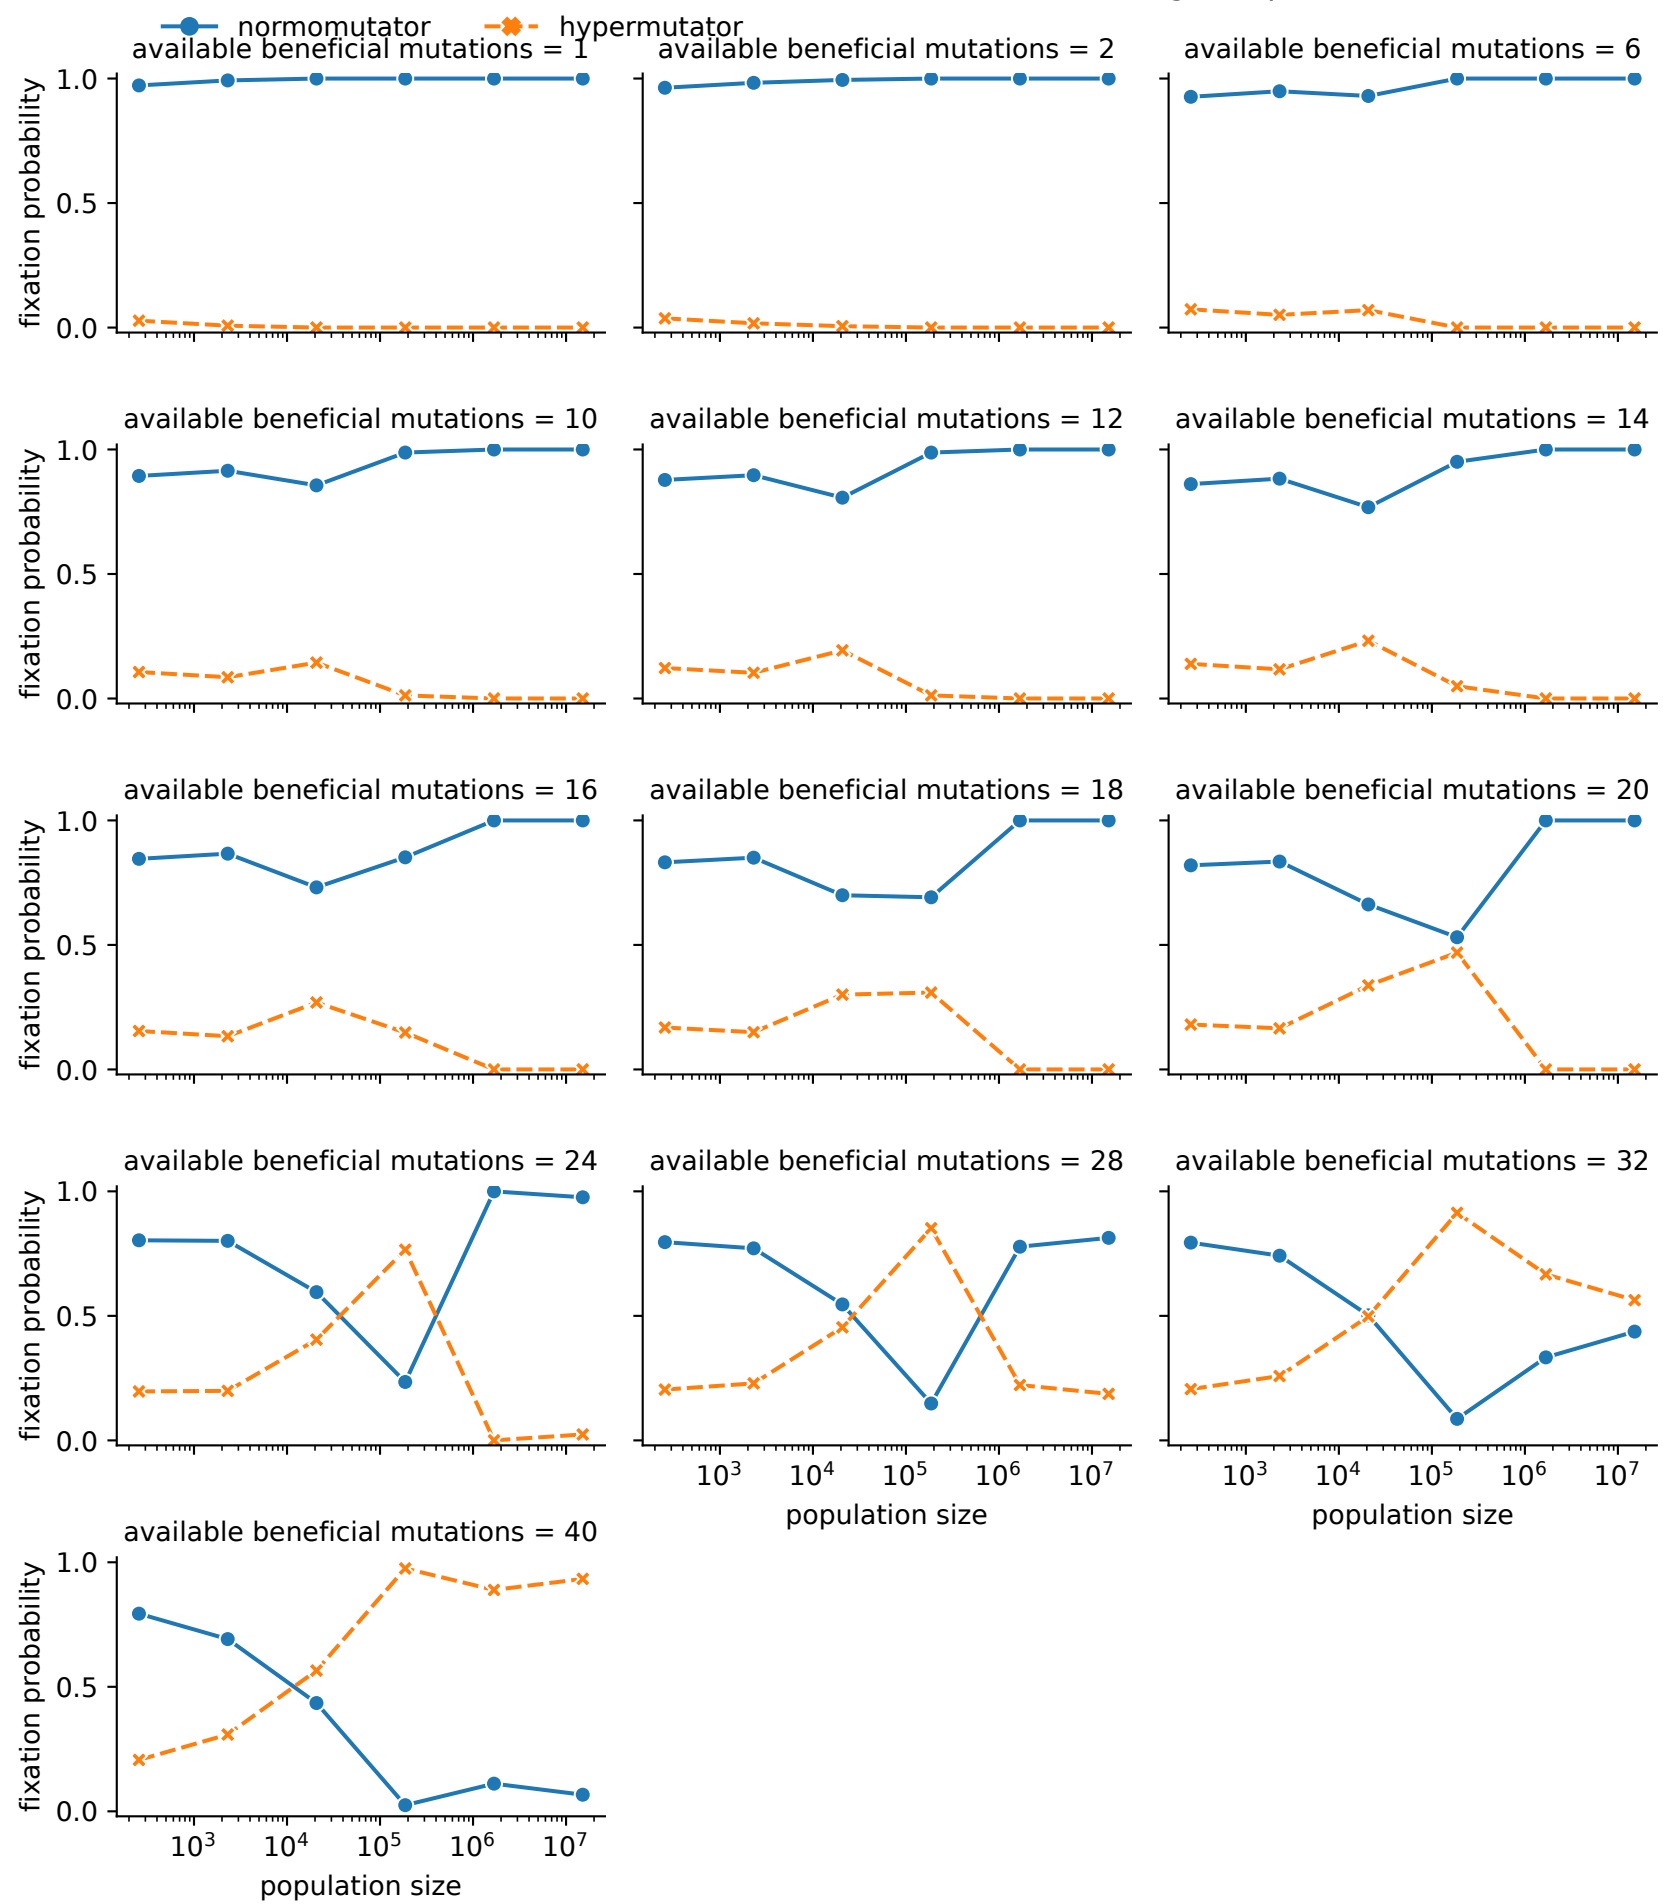 normomutator hypermutator
available beneficial mutations = 1 available beneficial mutations = 2 available beneficial mutations = 6
1.0
0.5
0.0
fixation probability
available beneficial mutations = 10 available beneficial mutations = 12 available beneficial mutations = 14
1.0
0.5
0.0
fixation probability
available beneficial mutations = 16 available beneficial mutations = 18 available beneficial mutations = 20
1.0
0.5
0.0
fixation probability
available beneficial mutations = 24 available beneficial mutations = 28 available beneficial mutations = 32
1.0
0.5
0.0
fixation probability
10³ 10⁴ 10⁵ 10⁶ 10⁷ 10³ 10⁴ 10⁵ 10⁶ 10⁷
population size population size
available beneficial mutations = 40
1.0
0.5
0.0
fixation probability
10³ 10⁴ 10⁵ 10⁶ 10⁷
population size